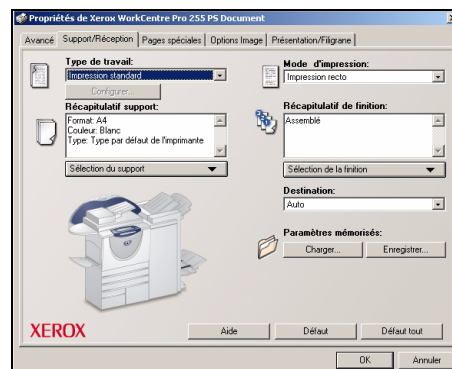 Propriétés de Xerox WorkCentre Pro 255 PS Document
Avancé
Support/Réception
Pages spéciales
Options Image
Présentation/Filigrane
Type de travail:
Impression standard
Configurer...
Récapitulatif support:
Format: A4
Couleur: Blanc
Type: Type par défaut de l'imprimante
Sélection du support
Mode d'impression:
Impression recto
Récapitulatif de finition:
Assemblé
Sélection de la finition
Destination:
Auto
Paramètres mémorisés:
Charger...
Enregistrer...
XEROX
Aide
Défaut
Défaut tout
OK
Annuler